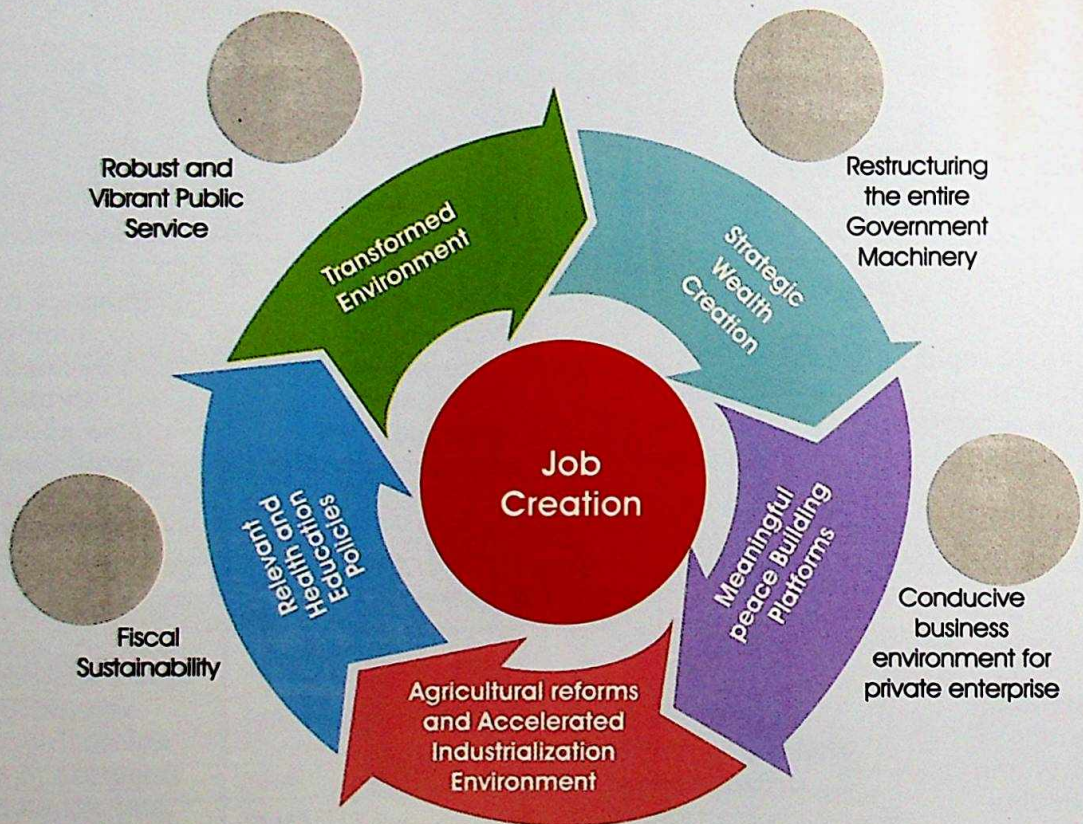 Robust and
Vibrant Public
Service
Restructuring
the entire
Government
Machinery
Transformed
Environment
Strategic
Wealth
Creation
Job
Creation
Relevant
Health and
Education
Policies
Meaningful
peace Building
Platforms
Fiscal
Sustainability
Conducive
business
environment for
private enterprise
Agricultural reforms
and Accelerated
Industrialization
Environment